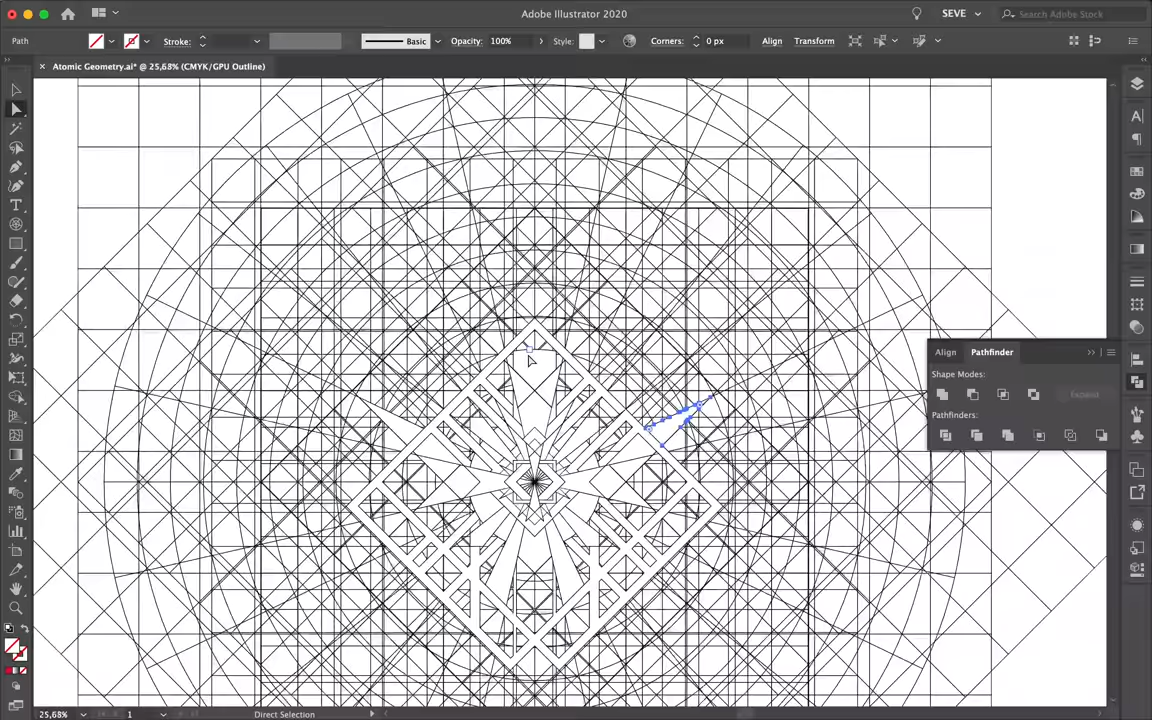 Adobe Illustrator 2020
SEVE
Search Adobe Stock
Path
Stroke:
Basic
Opacity: 100%
Style:
Corners: 0 px
Align
Transform
Atomic Geometry.ai* @ 25,68% (CMYK/GPU Outline)
Align Pathfinder
Shape Modes:
Expand
Pathfinders:
25,68%
1
Direct Selection